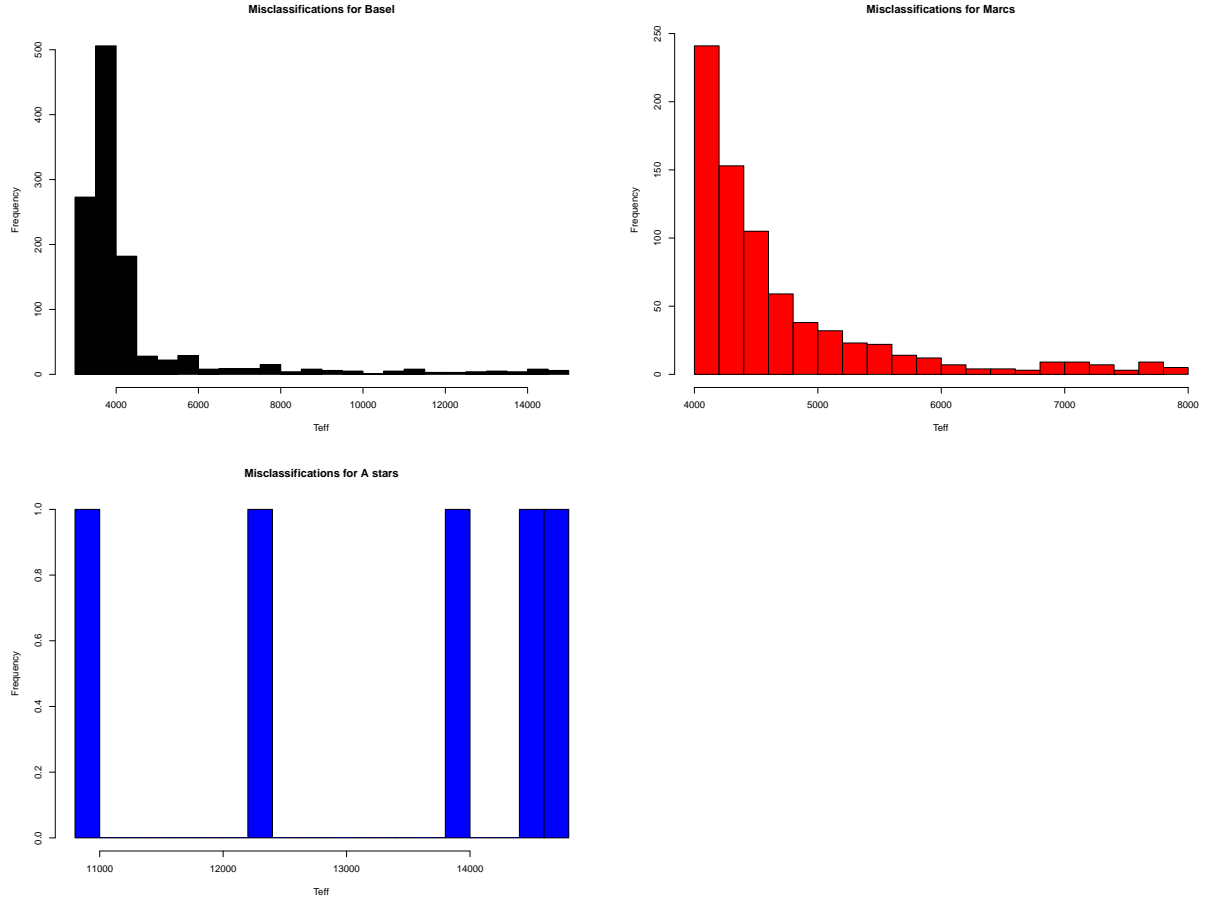 Misclassifications for Basel
Frequency
0 100 200 300 400 500
4000 6000 8000 10000 12000 14000
Teff
Misclassifications for Marcs
Frequency
0 50 100 150 200 250
4000 5000 6000 7000 8000
Teff
Misclassifications for A stars
Frequency
0.0 0.2 0.4 0.6 0.8 1.0
11000 12000 13000 14000
Teff